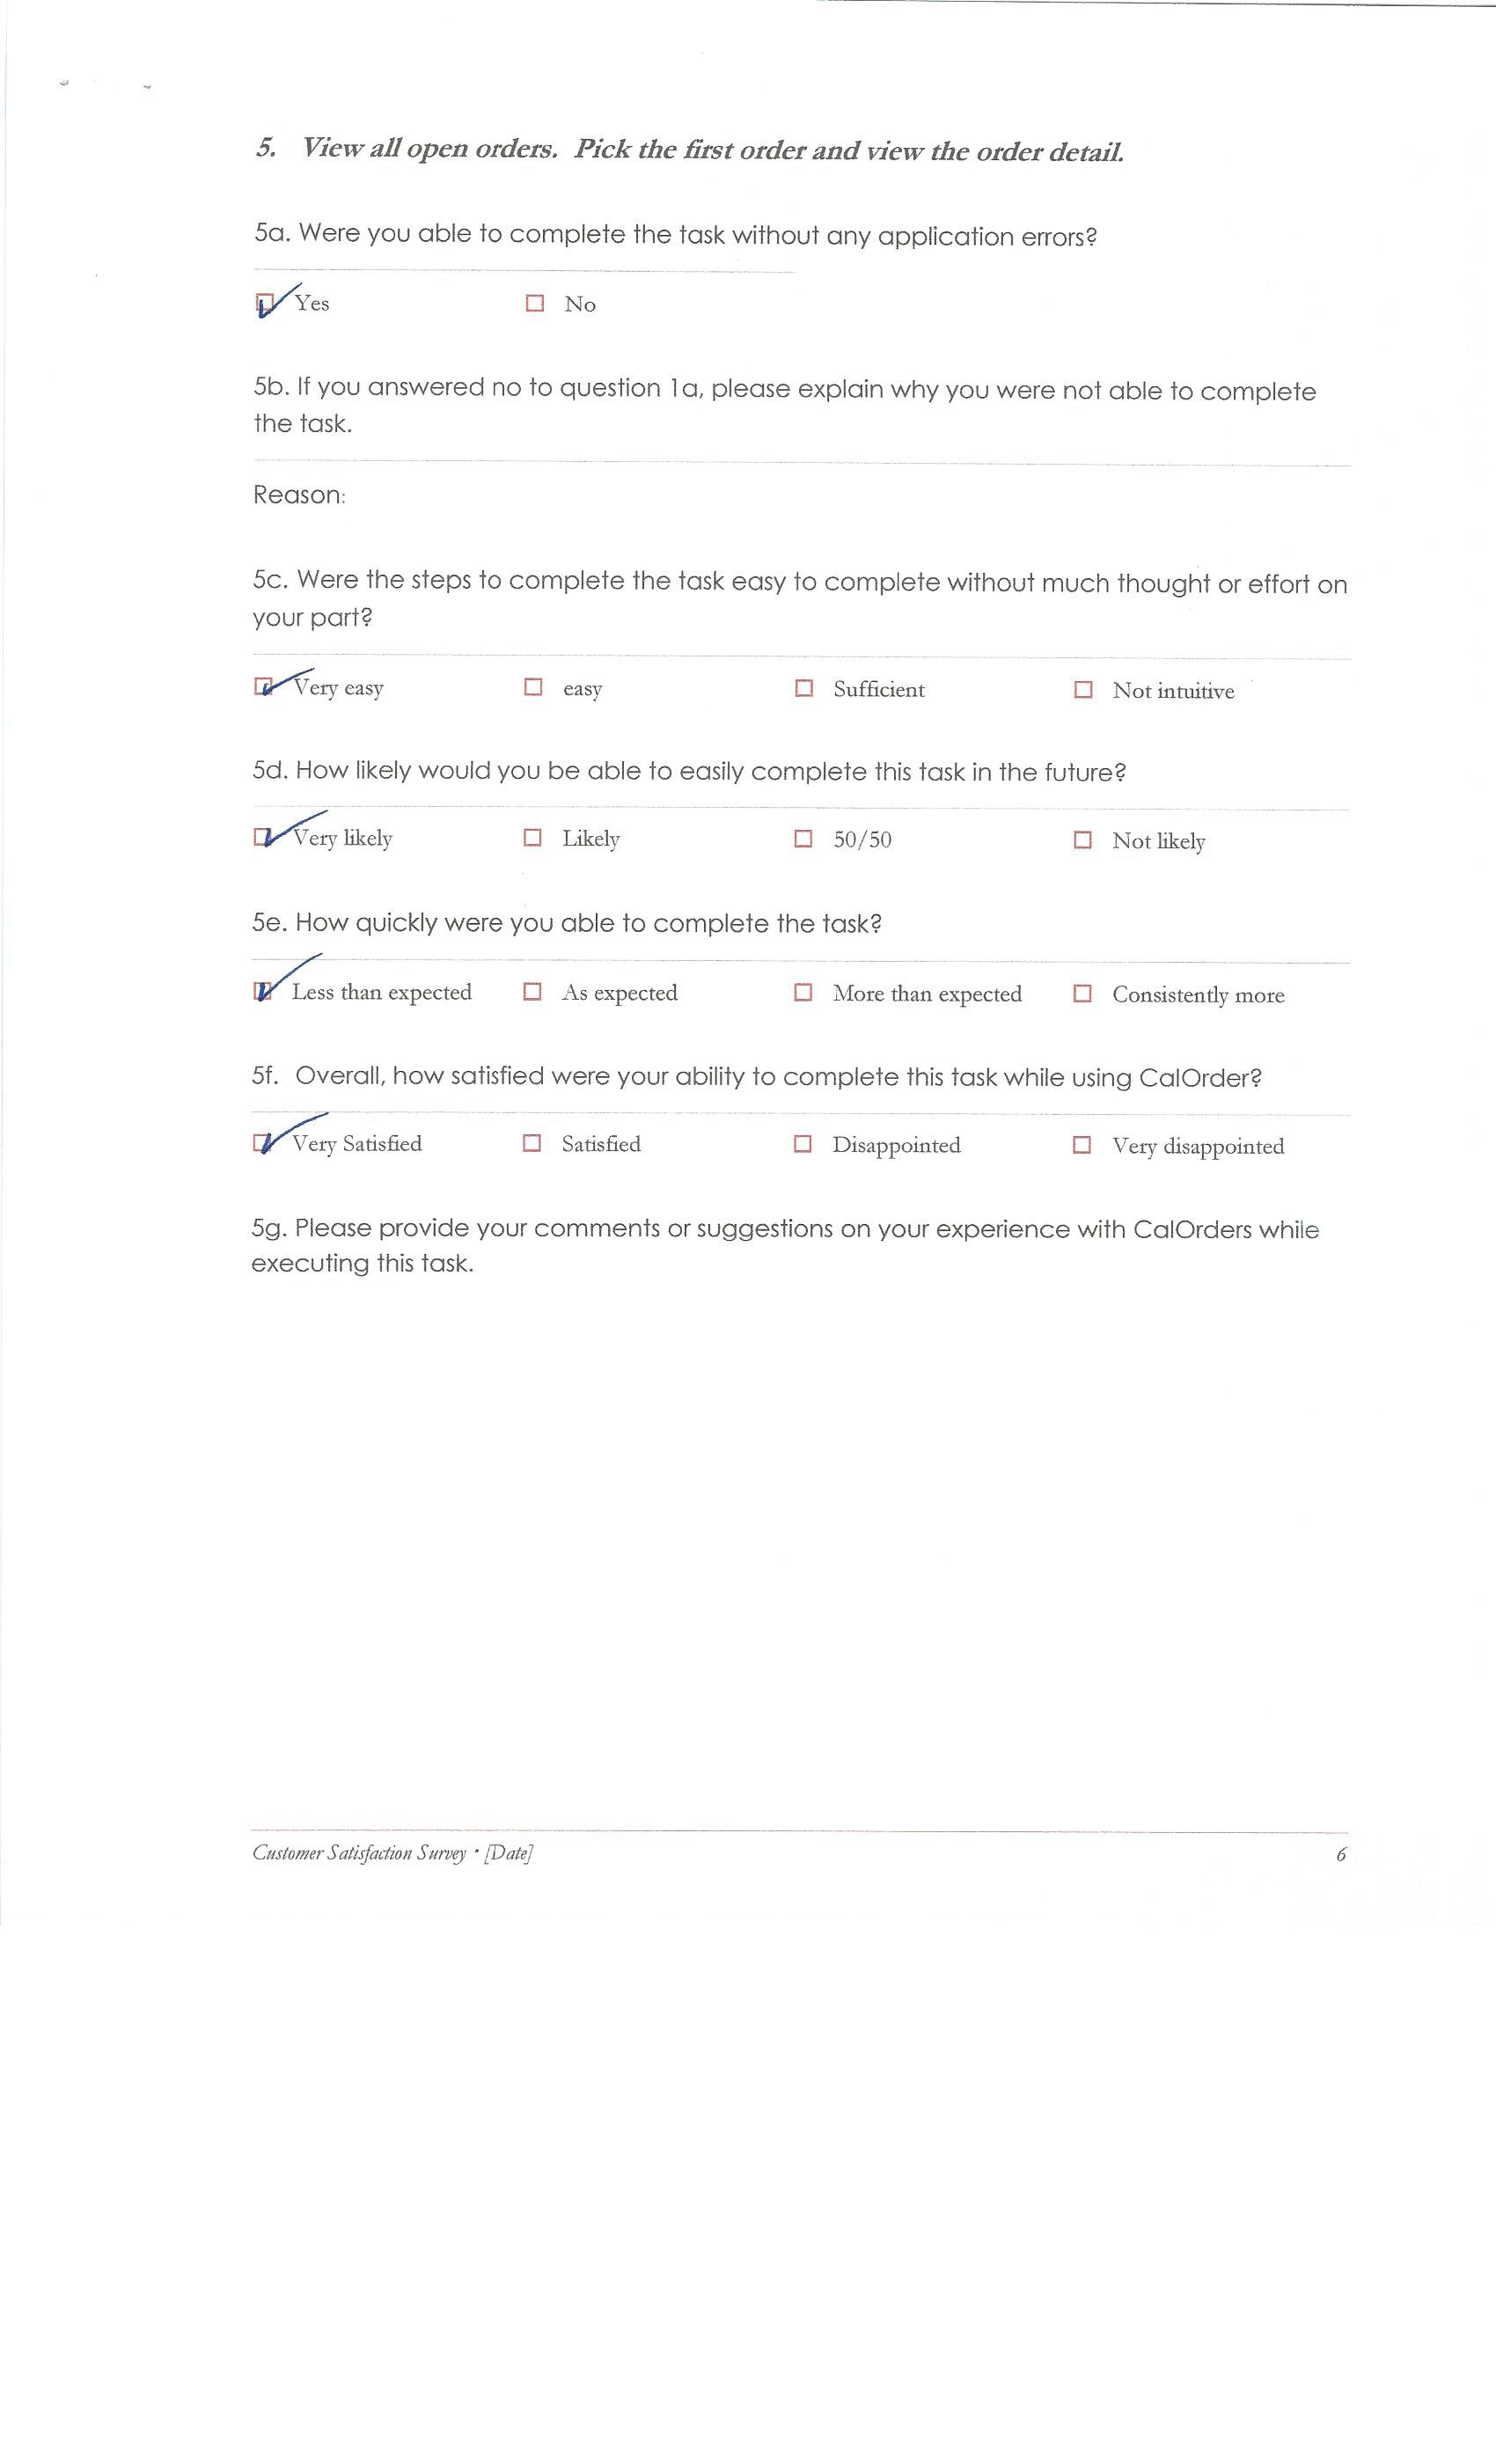 5. View all open orders. Pick the first order and view the order detail.
5a. Were you able to complete the task without any application errors?
Yes No
5b. If you answered no to question 1a, please explain why you were not able to complete
the task.
Reason:
5c. Were the steps to complete the task easy to complete without much thought or effort on
your part?
Very easy easy Sufficient Not intuitive
5d. How likely would you be able to easily complete this task in the future?
Very likely Likely 50/50 Not likely
5e. How quickly were you able to complete the task?
Less than expected As expected More than expected Consistently more
5f. Overall, how satisfied were your ability to complete this task while using CalOrder?
Very Satisfied Satisfied Disappointed Very disappointed
5g. Please provide your comments or suggestions on your experience with CalOrders while
executing this task.
Customer Satisfaction Survey • [Date] 6